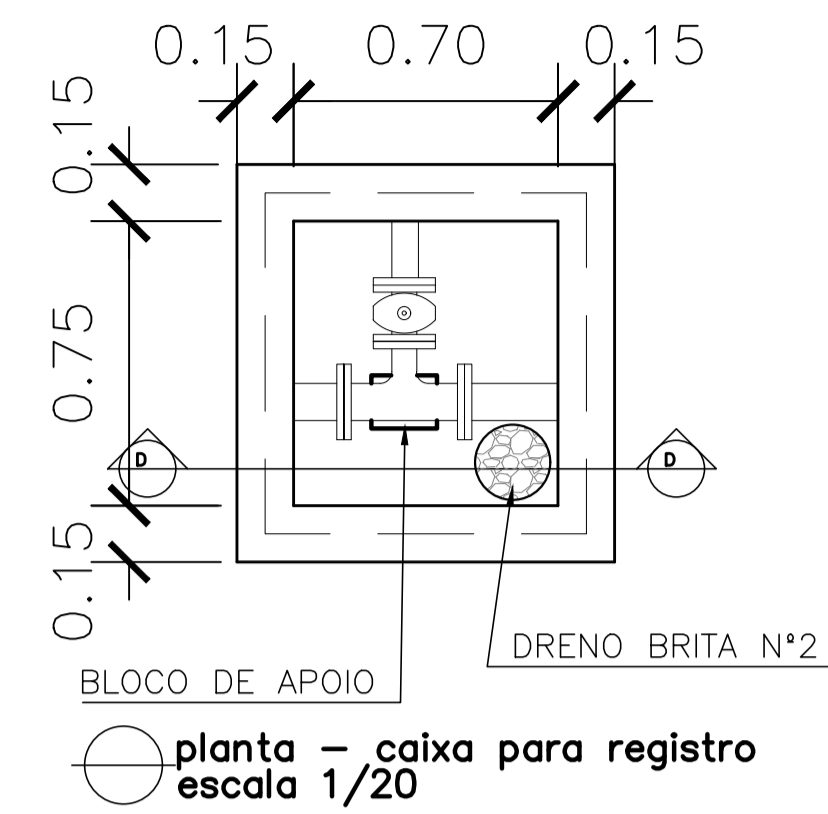 0.15 0.70 0.15
0.15
0.75
0.15
D D
DRENO BRITA Nº2
BLOCO DE APOIO
planta - caixa para registro
escala 1/20